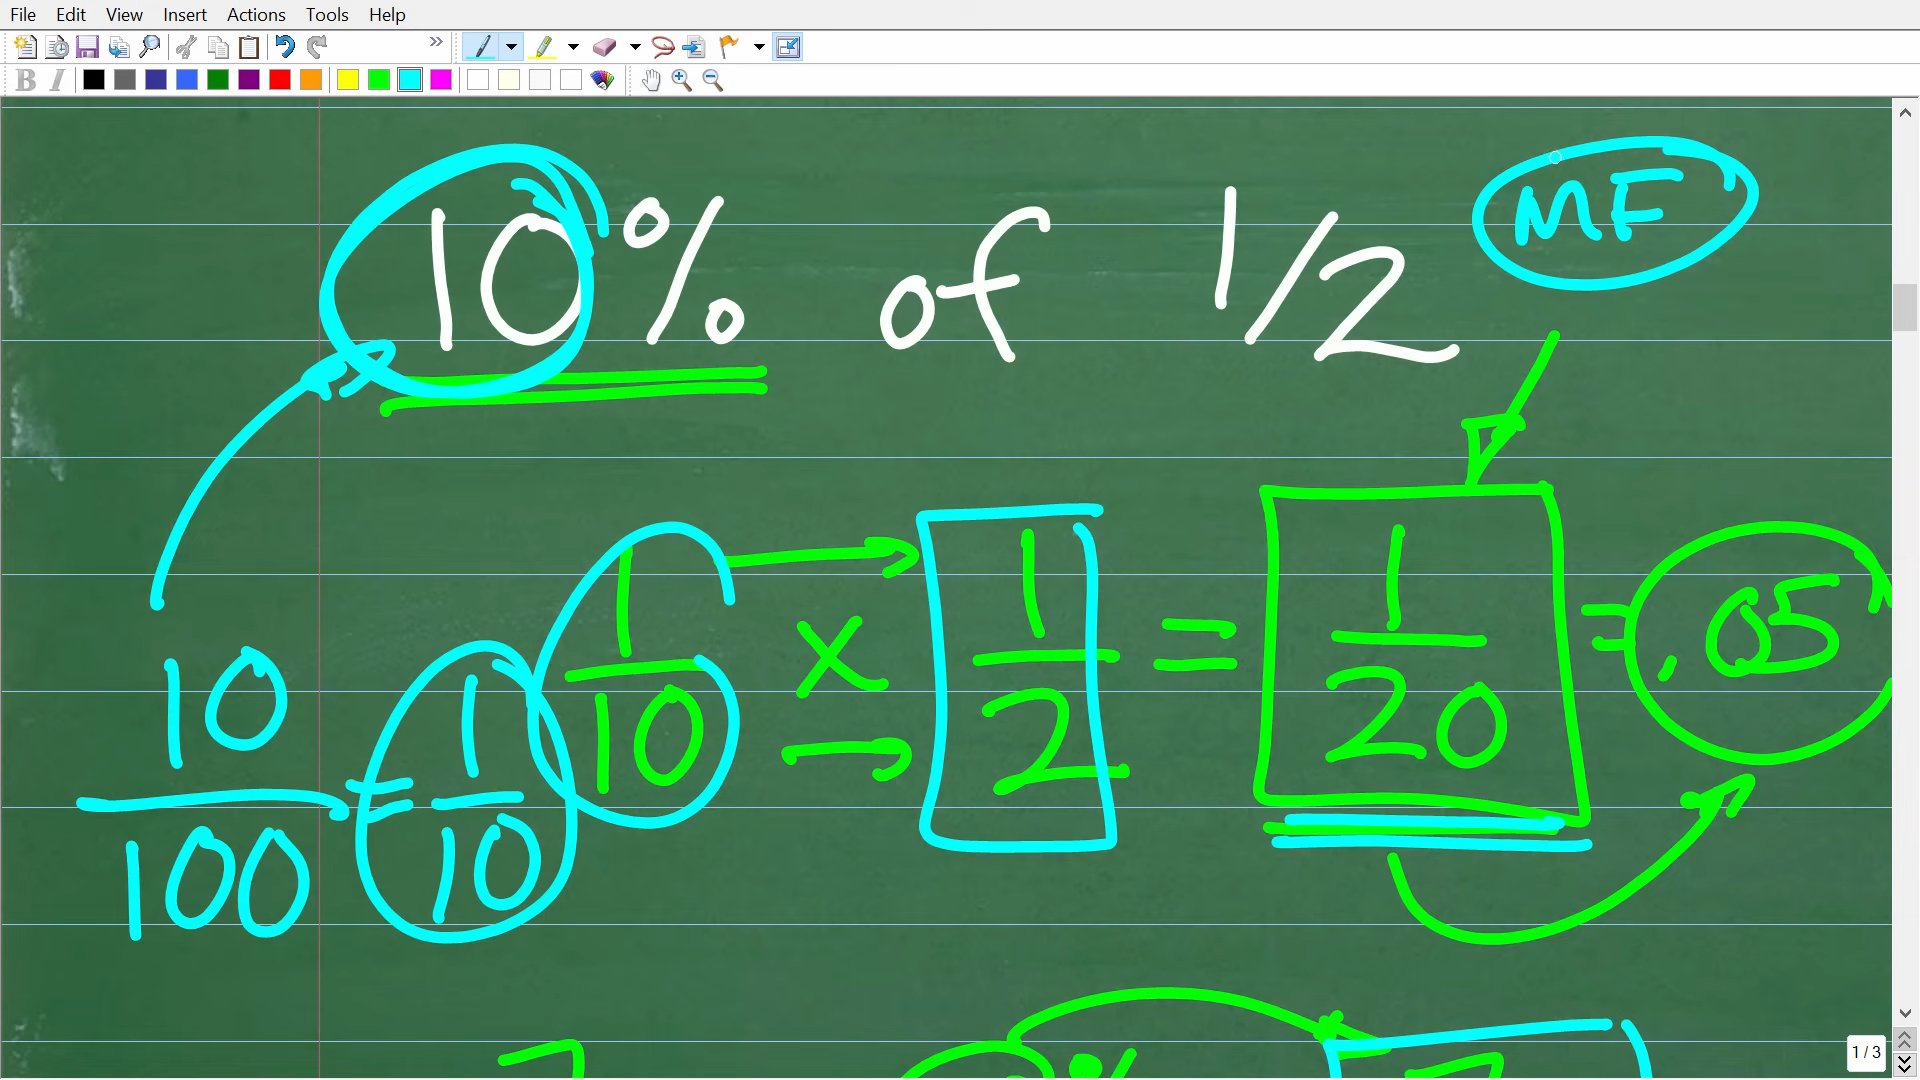 File Edit View Insert Actions Tools Help
B I
10% of 1/2 MF
10/100 = 1/10 1/10 x 1/2 = 1/20 = .05
1 / 3